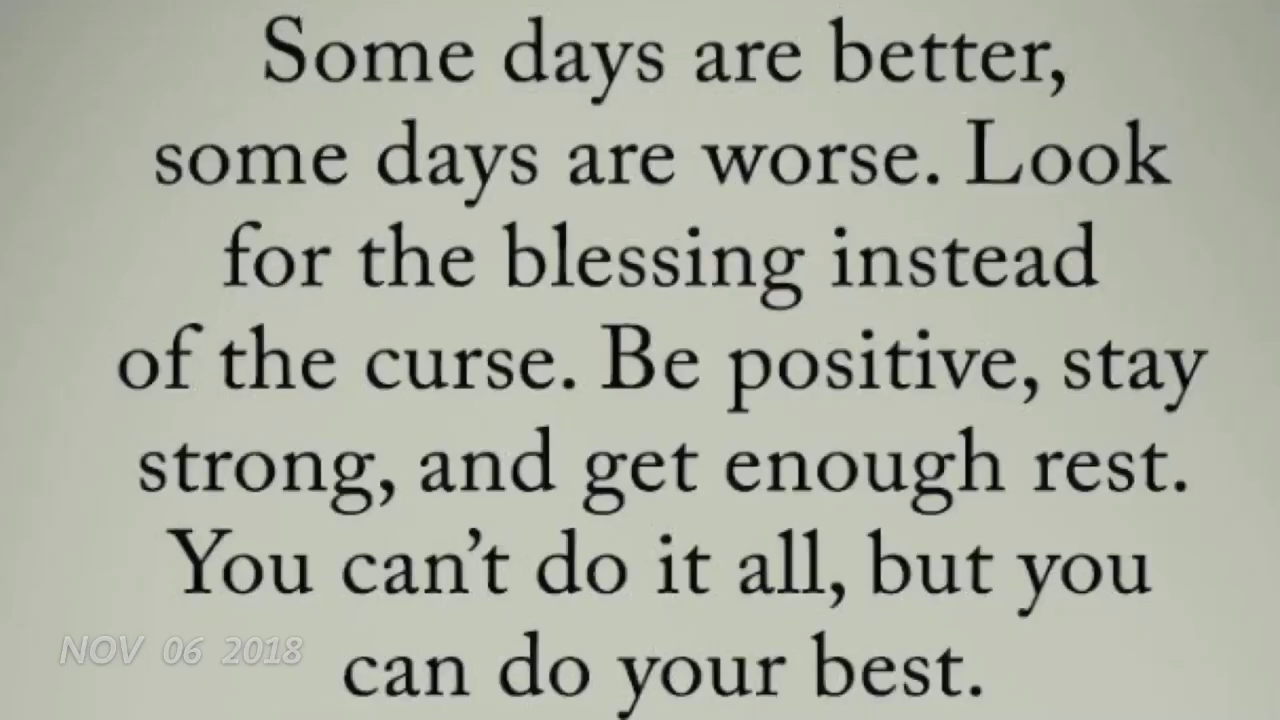 Some days are better,
some days are worse. Look
for the blessing instead
of the curse. Be positive, stay
strong, and get enough rest.
You can’t do it all, but you
can do your best.
NOV 06 2018